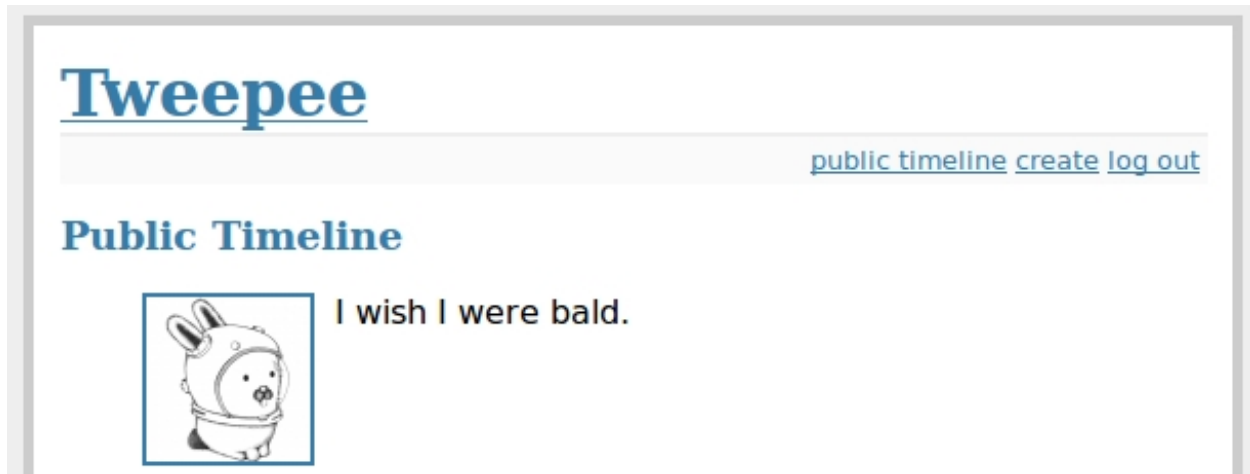 Tweepee
public timeline create log out
Public Timeline
I wish I were bald.